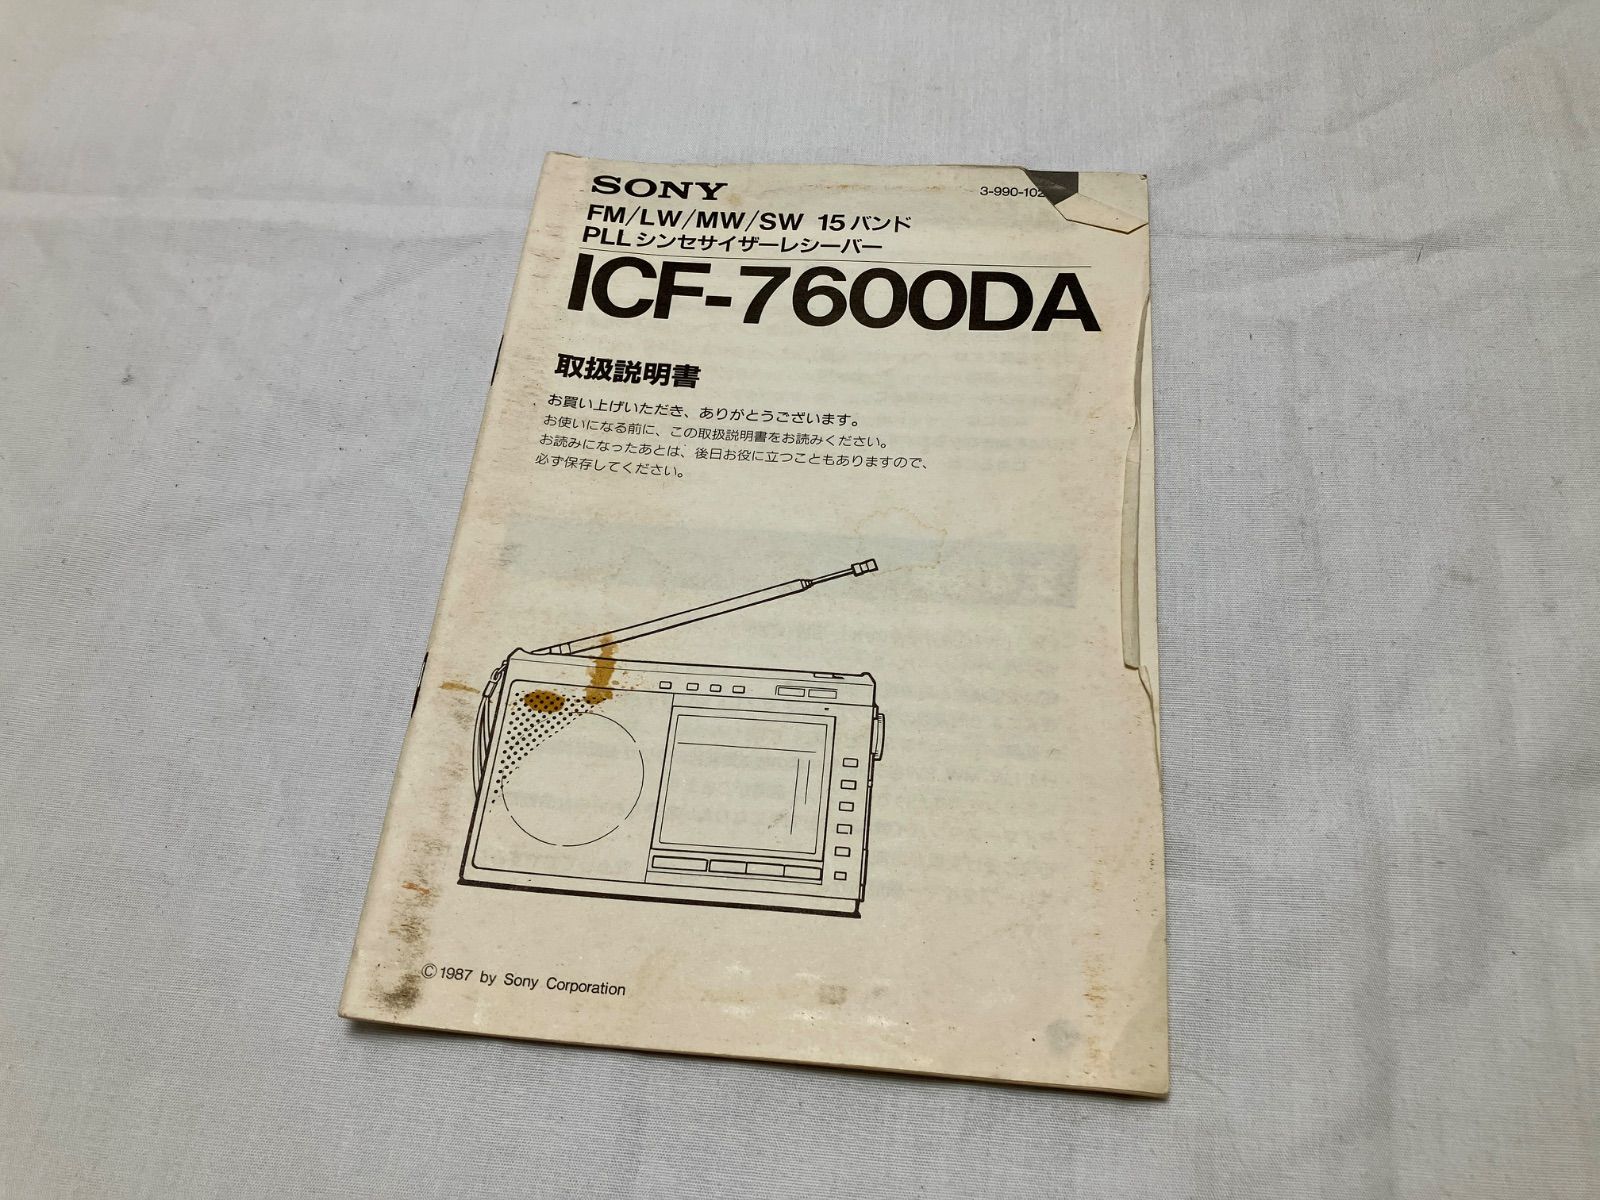 SONY
3-990-102
FM/LW/MW/SW 15バンド
PLLシンセサイザーレシーバー
ICF-7600DA
取扱説明書
お買い上げいただき、ありがとうございます。
お使いになる前に、この取扱説明書をお読みください。
お読みになったあとは、後日お役に立つこともありますので、
必ず保存してください。
©1987 by Sony Corporation